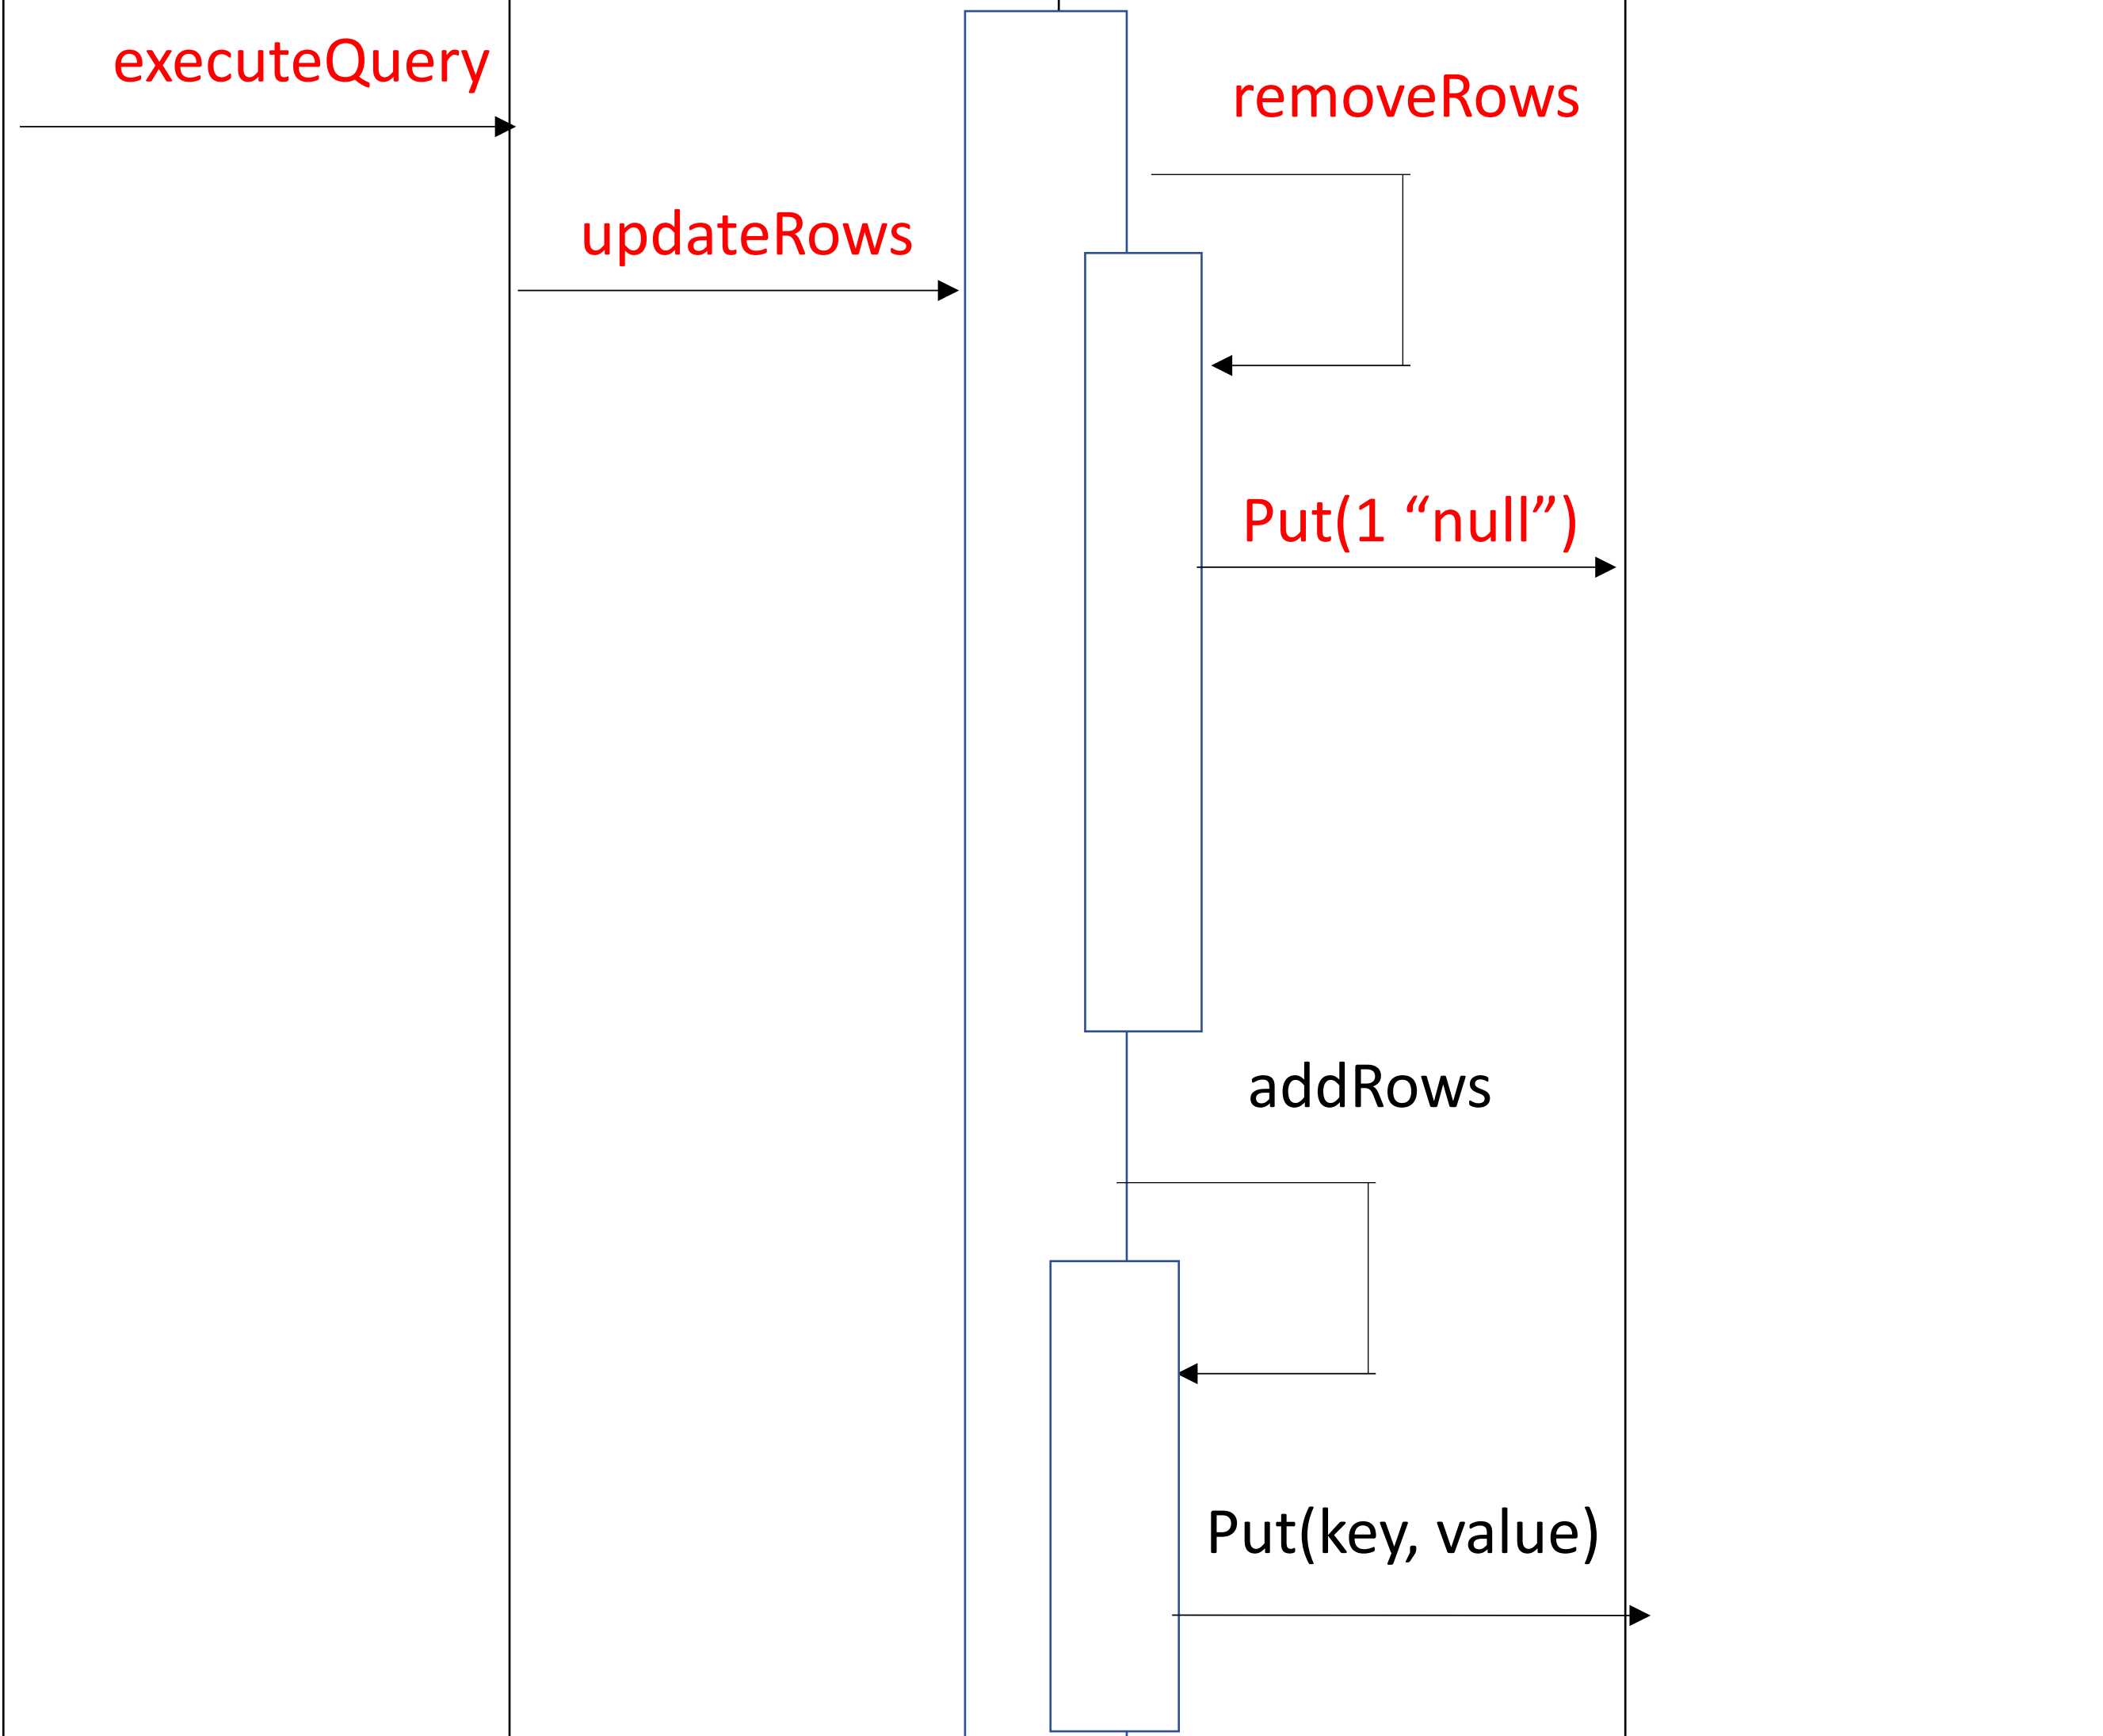 executeQuery
removeRows
updateRows
Put(1 “null”)
addRows
Put(key, value)